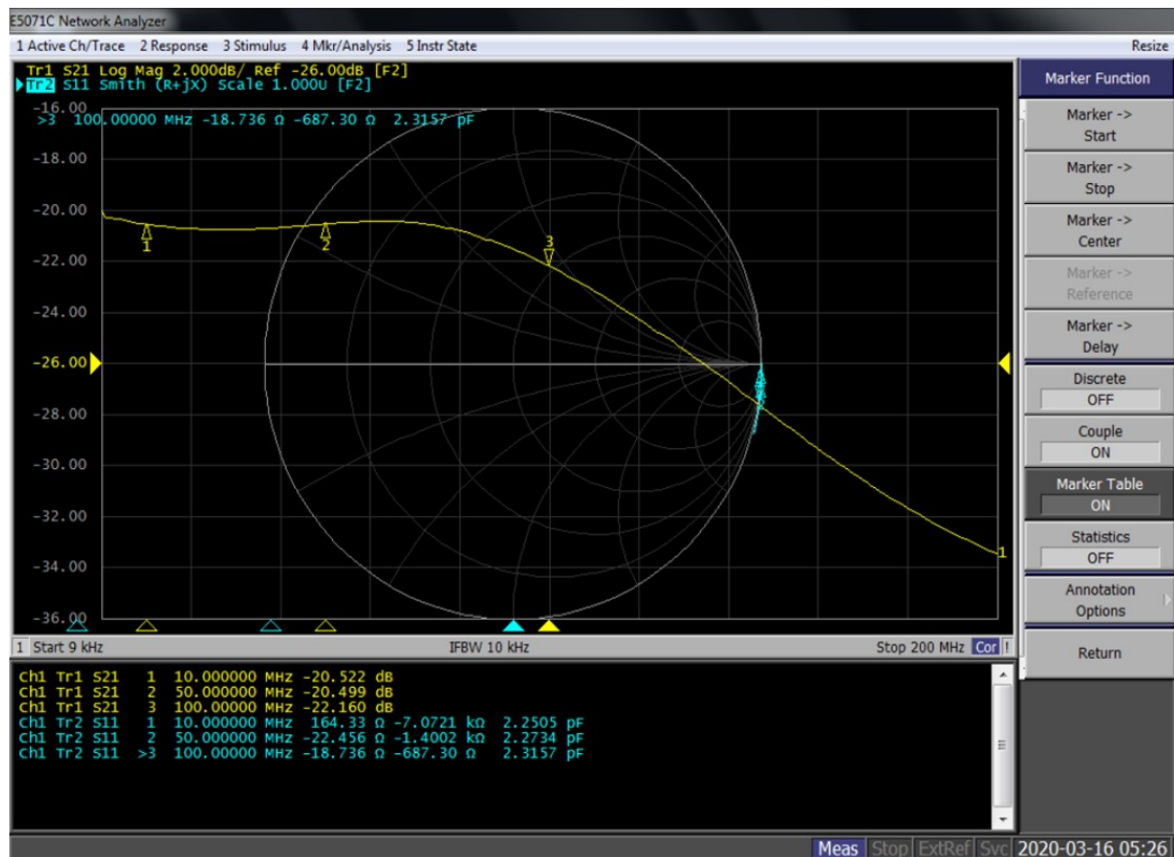 E5071C Network Analyzer
1 Active Ch/Trace 2 Response 3 Stimulus 4 Mkr/Analysis 5 Instr State Resize
Tr1 S21 Log Mag 2.000dB/ Ref -26.00dB [F2]
Tr2 S11 Smith (R+jX) Scale 1.000U [F2]
>3 100.00000 MHz -18.736 Ω -687.30 Ω 2.3157 pF
-16.00
-18.00
-20.00
-22.00
-24.00
-26.00
-28.00
-30.00
-32.00
-34.00
-36.00
1
2
3
1
1 Start 9 kHz IFBW 10 kHz Stop 200 MHz Cor !
Marker Function
Marker ->
Start
Marker ->
Stop
Marker ->
Center
Marker ->
Reference
Marker ->
Delay
Discrete
OFF
Couple
ON
Marker Table
ON
Statistics
OFF
Annotation
Options
Return
Ch1 Tr1 S21 1 10.000000 MHz -20.522 dB
Ch1 Tr1 S21 2 50.000000 MHz -20.499 dB
Ch1 Tr1 S21 3 100.00000 MHz -22.160 dB
Ch1 Tr2 S11 1 10.000000 MHz 164.33 Ω -7.0721 kΩ 2.2505 pF
Ch1 Tr2 S11 2 50.000000 MHz -22.456 Ω -1.4002 kΩ 2.2734 pF
Ch1 Tr2 S11 >3 100.00000 MHz -18.736 Ω -687.30 Ω 2.3157 pF
Meas Stop ExtRef Svc 2020-03-16 05:26